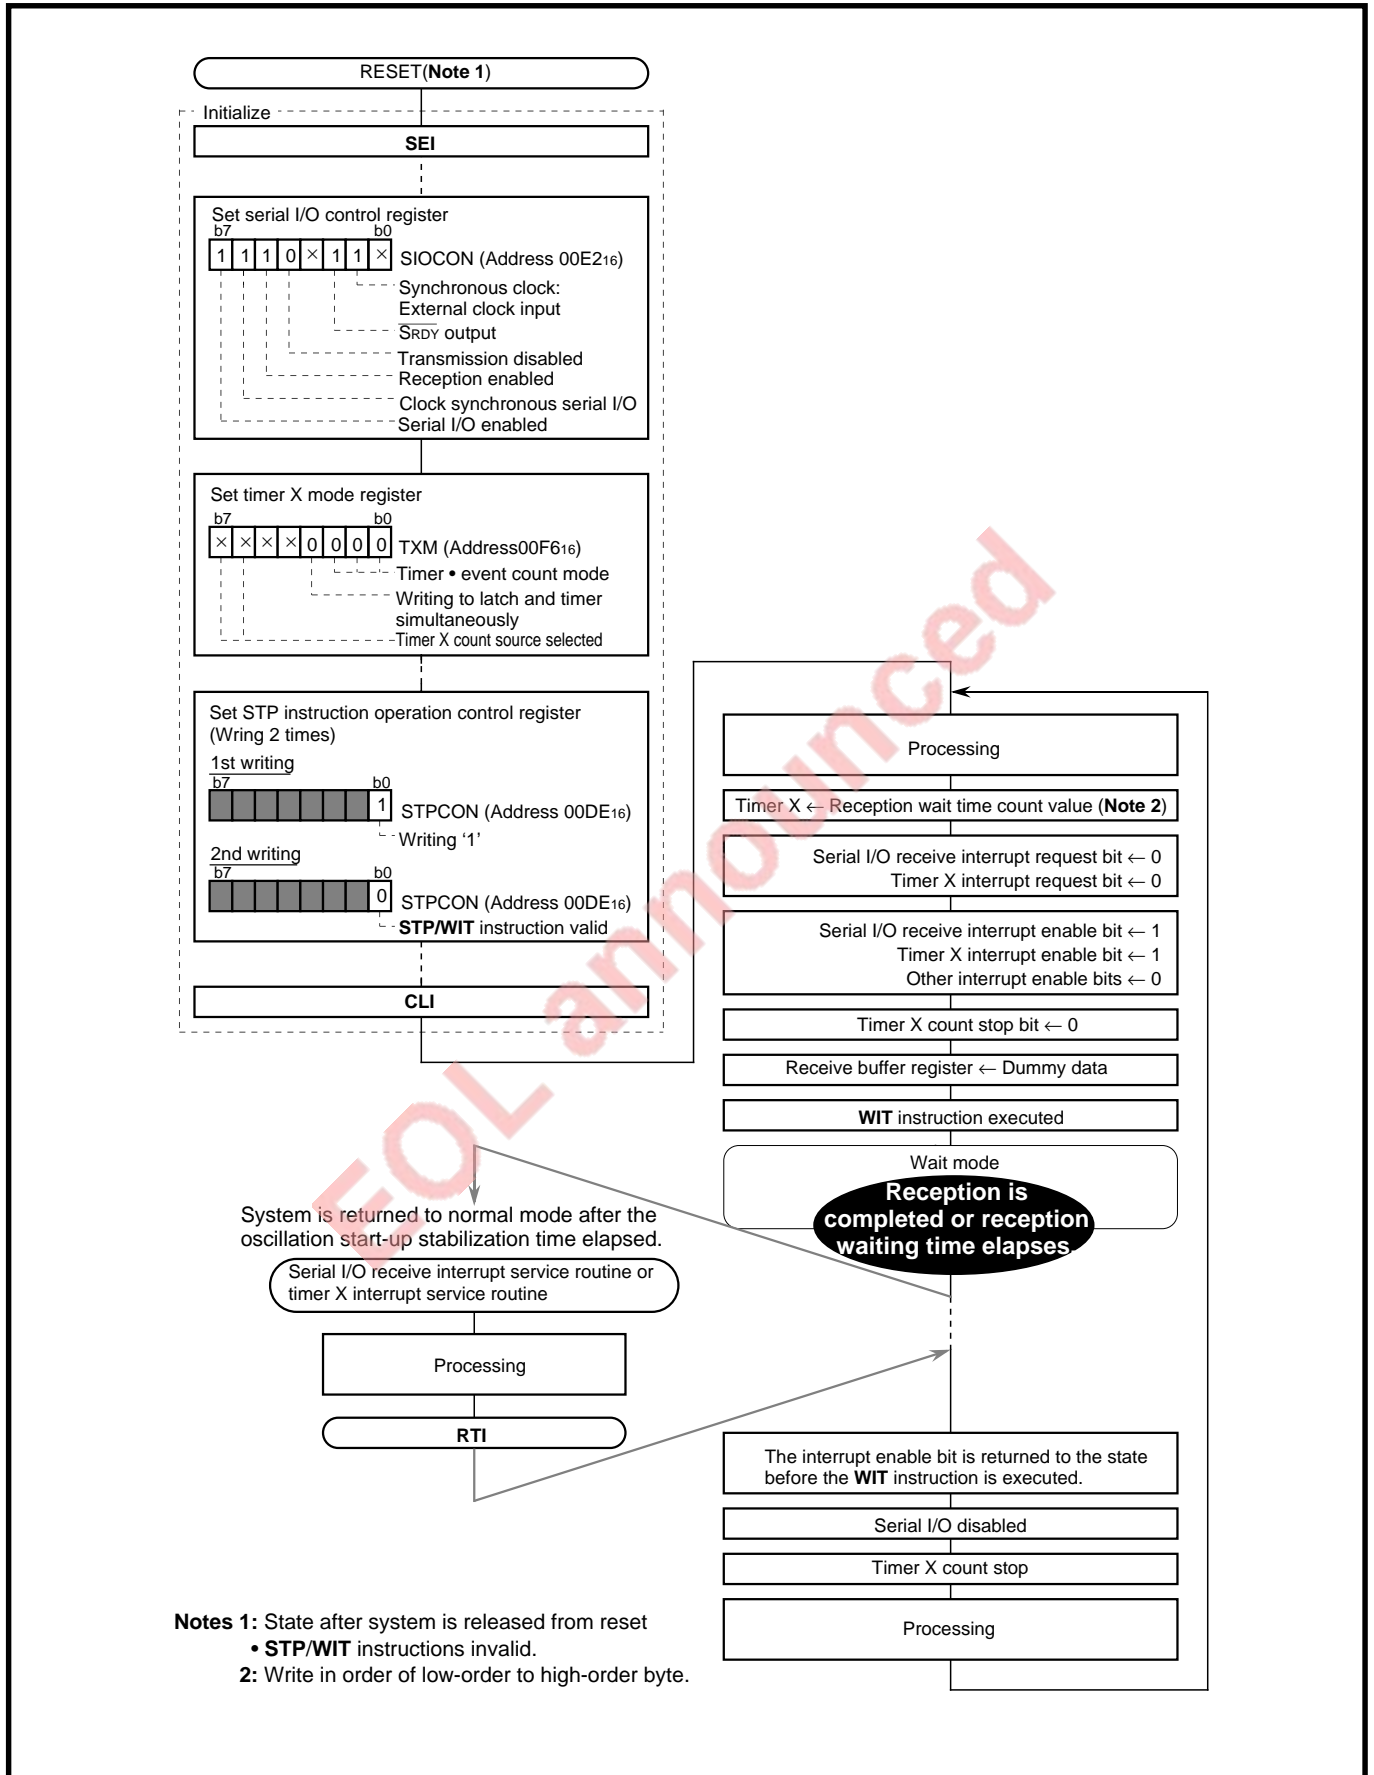 RESET(Note 1)
Initialize
SEI
Set serial I/O control register
b7 b0
1 1 1 0 × 1 1 × SIOCON (Address 00E216)
Synchronous clock:
External clock input
SRDY output
Transmission disabled
Reception enabled
Clock synchronous serial I/O
Serial I/O enabled
Set timer X mode register
b7 b0
× × × × 0 0 0 0 TXM (Address00F616)
Timer • event count mode
Writing to latch and timer
simultaneously
Timer X count source selected
Set STP instruction operation control register
(Wring 2 times)
1st writing
b7 b0
1 STPCON (Address 00DE16)
Writing ‘1’
2nd writing
b7 b0
0 STPCON (Address 00DE16)
STP/WIT instruction valid
CLI
Processing
Timer X ← Reception wait time count value (Note 2)
Serial I/O receive interrupt request bit ← 0
Timer X interrupt request bit ← 0
Serial I/O receive interrupt enable bit ← 1
Timer X interrupt enable bit ← 1
Other interrupt enable bits ← 0
Timer X count stop bit ← 0
Receive buffer register ← Dummy data
WIT instruction executed
Wait mode
Reception is
completed or reception
waiting time elapses.
System is returned to normal mode after the
oscillation start-up stabilization time elapsed.
Serial I/O receive interrupt service routine or
timer X interrupt service routine
Processing
RTI
The interrupt enable bit is returned to the state
before the WIT instruction is executed.
Serial I/O disabled
Timer X count stop
Processing
Notes 1: State after system is released from reset
• STP/WIT instructions invalid.
2: Write in order of low-order to high-order byte.
EOL announced